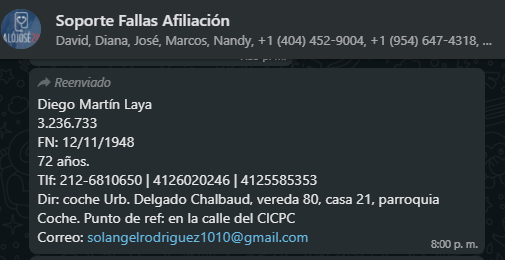 Soporte Fallas Afiliación
David, Diana, José, Marcos, Nandy, +1 (404) 452-9004, +1 (954) 647-4318, ...
Reenviado
Diego Martín Laya
3.236.733
FN: 12/11/1948
72 años.
Tlf: 212-6810650 | 4126020246 | 4125585353
Dir: coche Urb. Delgado Chalbaud, vereda 80, casa 21, parroquia
Coche. Punto de ref: en la calle del CICPC
Correo: solangelrodriguez1010@gmail.com
8:00 p. m.